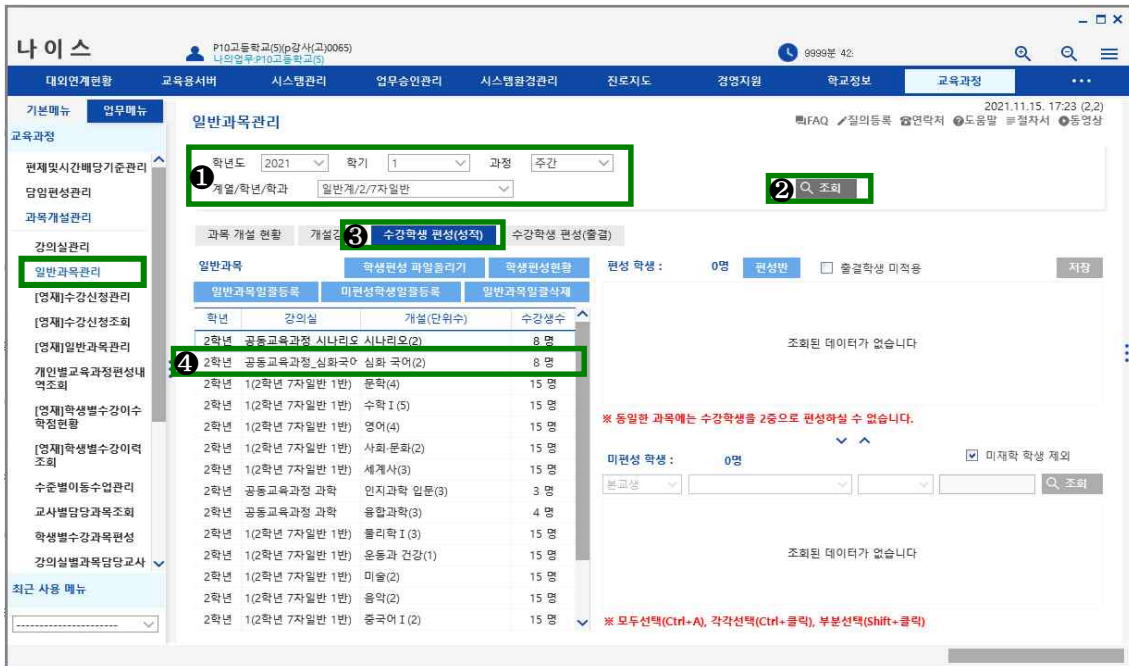 나이스
P10고등학교(5)(p강사(고)0065)
나의업무:P10고등학교(5)
9999분 42:
대외연계현황 교육용서버 시스템관리 업무승인관리 시스템환경관리 진로지도 경영지원 학교정보 교육과정 ...
기본메뉴 업무메뉴
2021.11.15. 17:23 (2,2)
일반과목관리
FAQ 질의등록 연락처 도움말 절차서 동영상
교육과정
편제및시간배당기준관리
담임편성관리
과목개설관리
강의실관리
일반과목관리
[영재]수강신청관리
[영재]수강신청조회
[영재]일반과목관리
개인별교육과정편성내
역조회
[영재]학생별수강이수
학점현황
[영재]학생별수강이력
조회
수준별이동수업관리
교사별담당과목조회
학생별수강과목편성
강의실별과목담당교사
최근 사용 메뉴
----------------------
❶ 학년도 2021 학기 1 과정 주간
계열/학년/학과 일반계/2/7자일반
❷ 조회
과목 개설 현황 개설강 ❸ 수강학생 편성(성적) 수강학생 편성(출결)
일반과목 학생편성 파일올리기 학생편성현황
일반과목일괄등록 미편성학생일괄등록 일반과목일괄삭제
학년 강의실 개설(단위수) 수강생수
2학년 공동교육과정 시나리오 시나리오(2) 8 명
❹ 2학년 공동교육과정_심화국어 심화 국어(2) 8 명
2학년 1(2학년 7자일반 1반) 문학(4) 15 명
2학년 1(2학년 7자일반 1반) 수학 I (5) 15 명
2학년 1(2학년 7자일반 1반) 영어(4) 15 명
2학년 1(2학년 7자일반 1반) 사회·문화(2) 15 명
2학년 1(2학년 7자일반 1반) 세계사(3) 15 명
2학년 공동교육과정 과학 인지과학 입문(3) 3 명
2학년 공동교육과정 과학 융합과학(3) 4 명
2학년 1(2학년 7자일반 1반) 물리학 I (3) 15 명
2학년 1(2학년 7자일반 1반) 운동과 건강(1) 15 명
2학년 1(2학년 7자일반 1반) 미술(2) 15 명
2학년 1(2학년 7자일반 1반) 음악(2) 15 명
2학년 1(2학년 7자일반 1반) 중국어 I (2) 15 명
편성 학생 : 0명 편성반 출결학생 미적용 저장
조회된 데이터가 없습니다
※ 동일한 과목에는 수강학생을 2중으로 편성하실 수 없습니다.
미편성 학생 : 0명 미재학 학생 제외
본교생 조회
조회된 데이터가 없습니다
※ 모두선택(Ctrl+A), 각각선택(Ctrl+클릭), 부분선택(Shift+클릭)